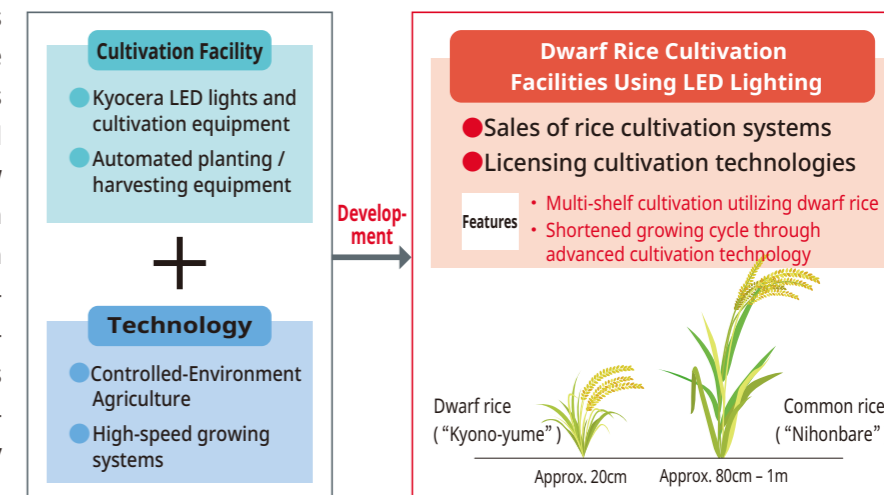 Cultivation Facility
Kyocera LED lights and
cultivation equipment
Automated planting /
harvesting equipment
+
Technology
Controlled-Environment
Agriculture
High-speed growing
systems
Develop-
ment
Dwarf Rice Cultivation
Facilities Using LED Lighting
Sales of rice cultivation systems
Licensing cultivation technologies
Features
・ Multi-shelf cultivation utilizing dwarf rice
・ Shortened growing cycle through
advanced cultivation technology
Dwarf rice
( “Kyono-yume” )
Common rice
( “Nihonbare”
Approx. 20cm
Approx. 80cm – 1m